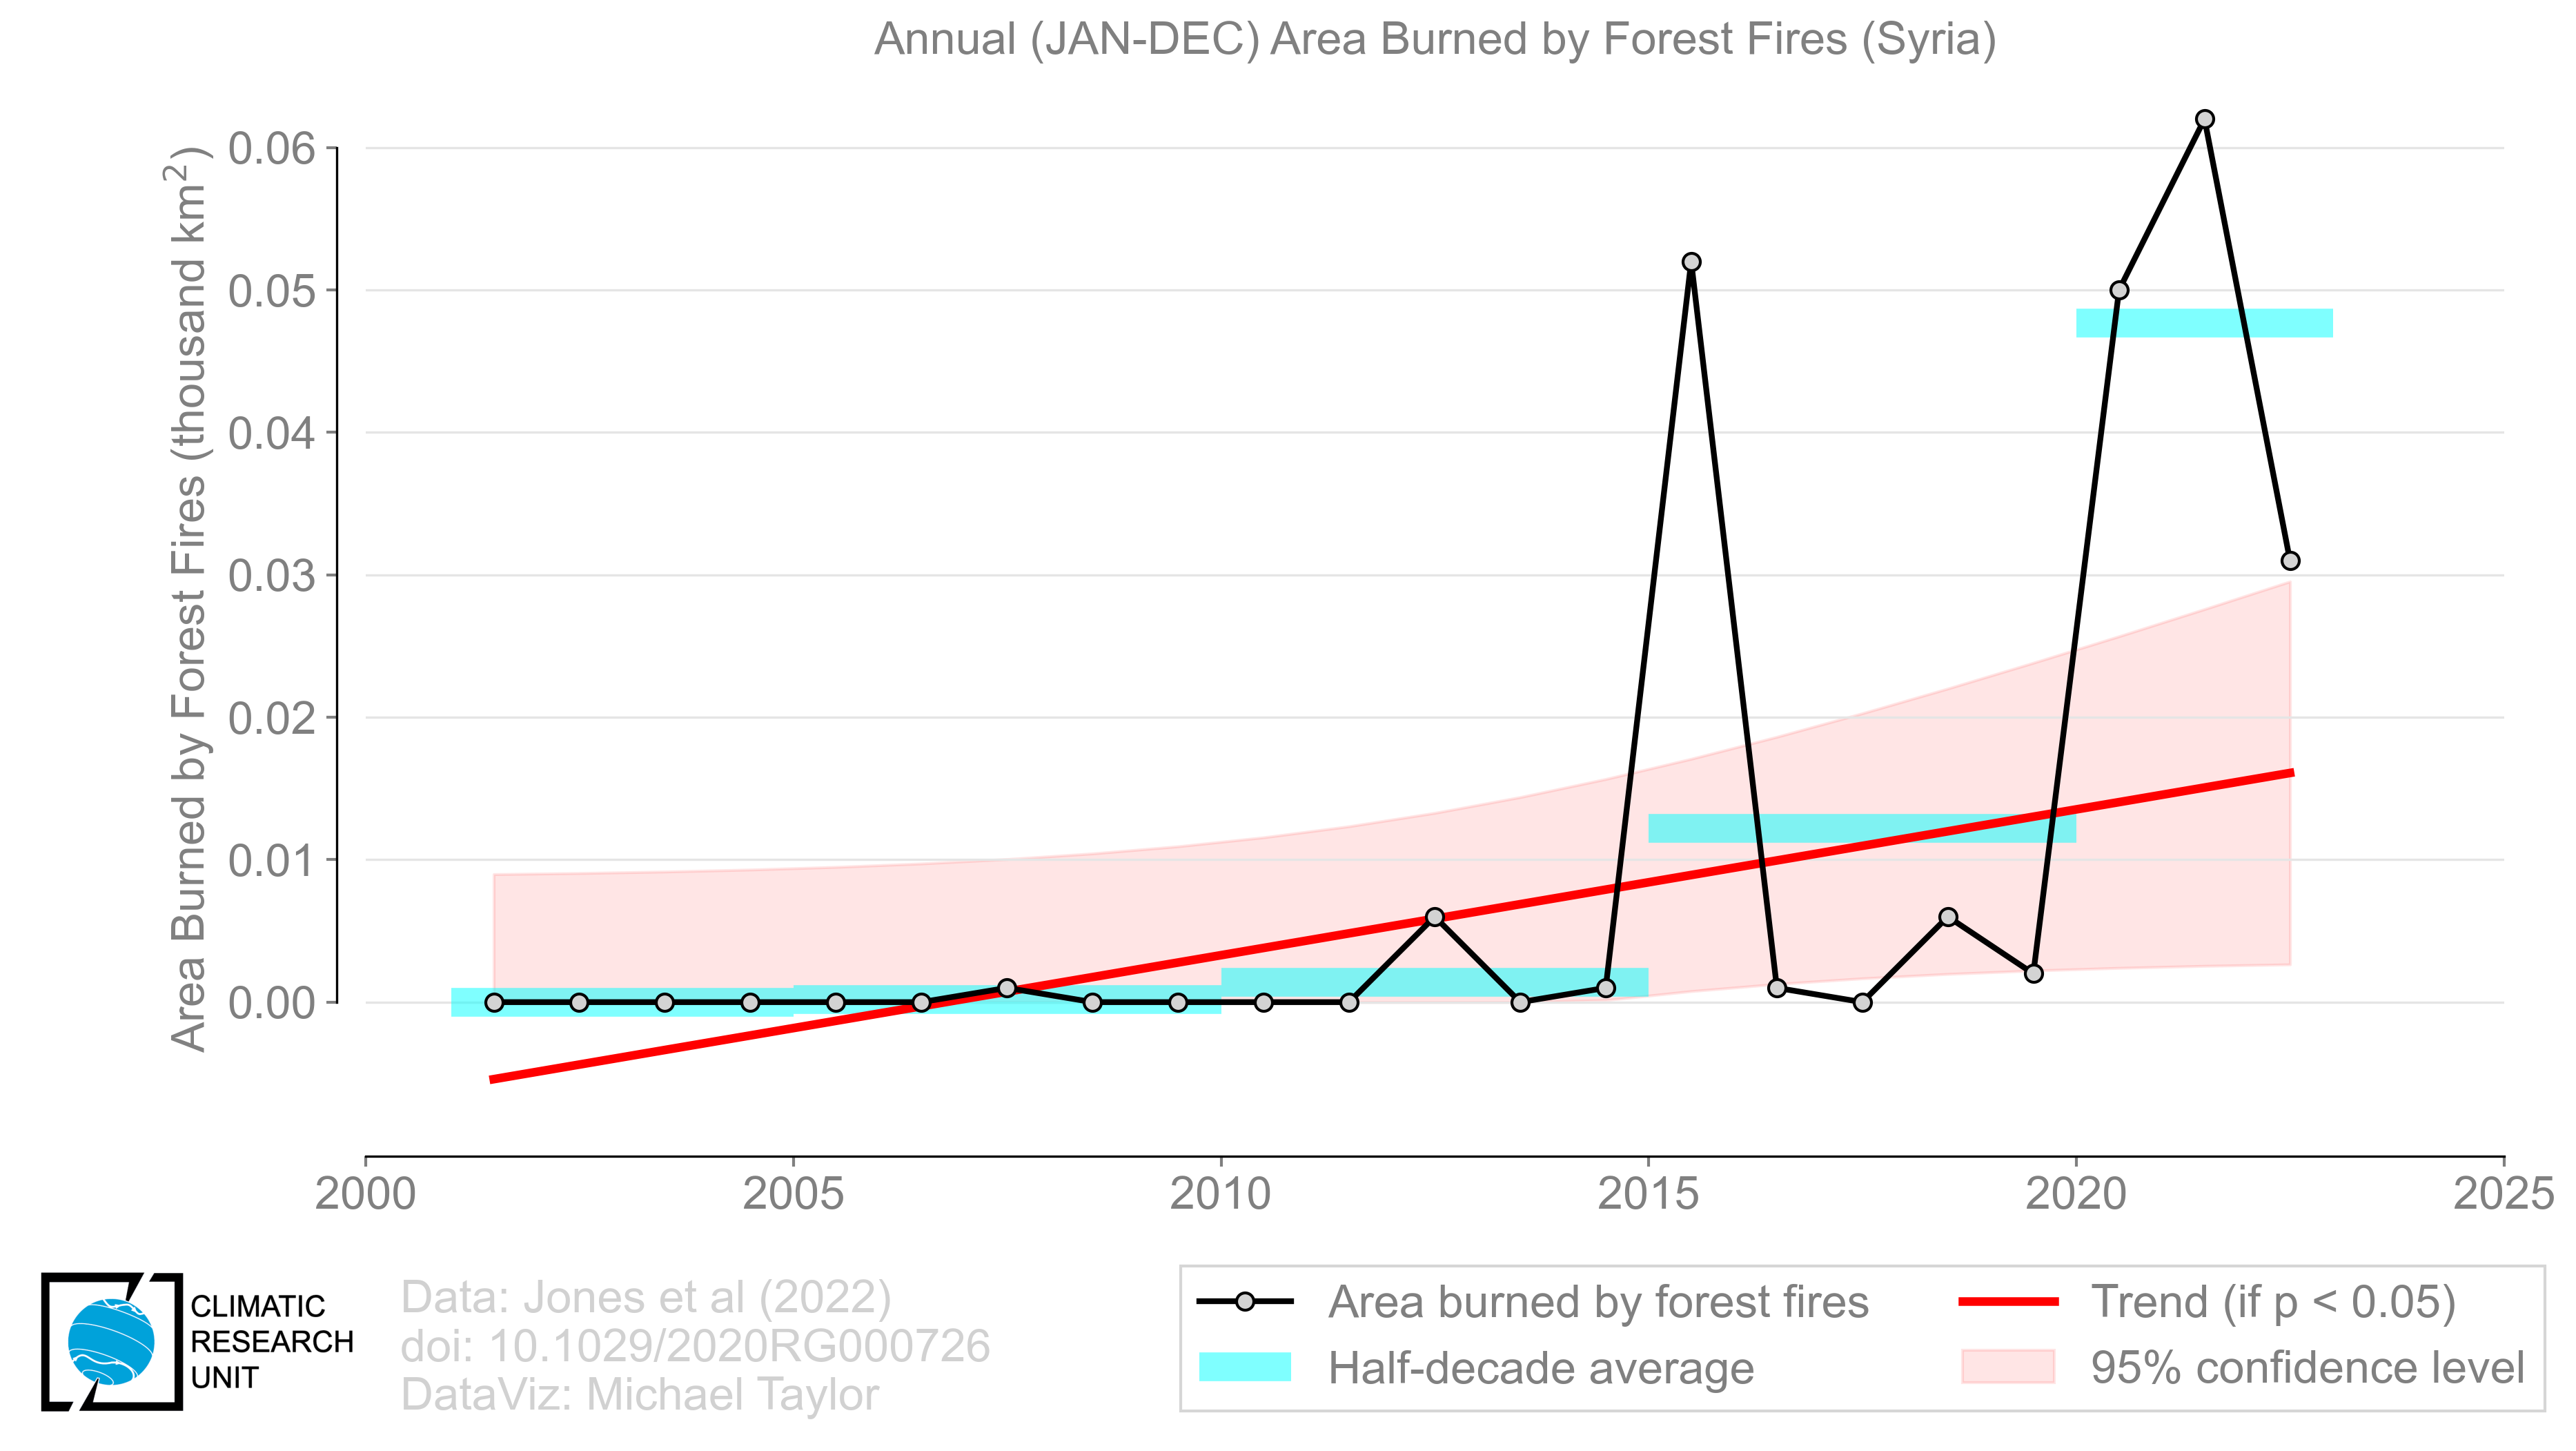 Annual (JAN-DEC) Area Burned by Forest Fires (Syria)
Area Burned by Forest Fires (thousand km²)
0.06
0.05
0.04
0.03
0.02
0.01
0.00
2000
2005
2010
2015
2020
2025
CLIMATIC
RESEARCH
UNIT
Data: Jones et al (2022)
doi: 10.1029/2020RG000726
DataViz: Michael Taylor
Area burned by forest fires
Half-decade average
Trend (if p < 0.05)
95% confidence level